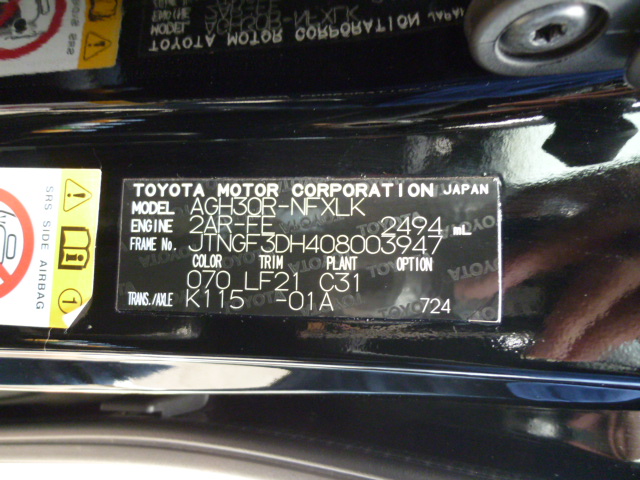 TOYOTA MOTOR CORPORATION JAPAN
MODEL AGH30R-NFXLK
ENGINE 2AR-FE 2494 mL
FRAME No. JTNGF3DH408003947
COLOR TRIM PLANT OPTION
070 LF21 C31
TRANS./AXLE K115 -01A 724
SRS SIDE AIRBAG